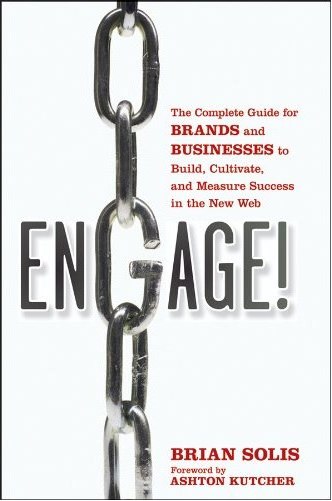 The Complete Guide for
BRANDS and
BUSINESSES to
Build, Cultivate,
and Measure Success
in the New Web
ENGAGE!
BRIAN SOLIS
Foreword by
ASHTON KUTCHER